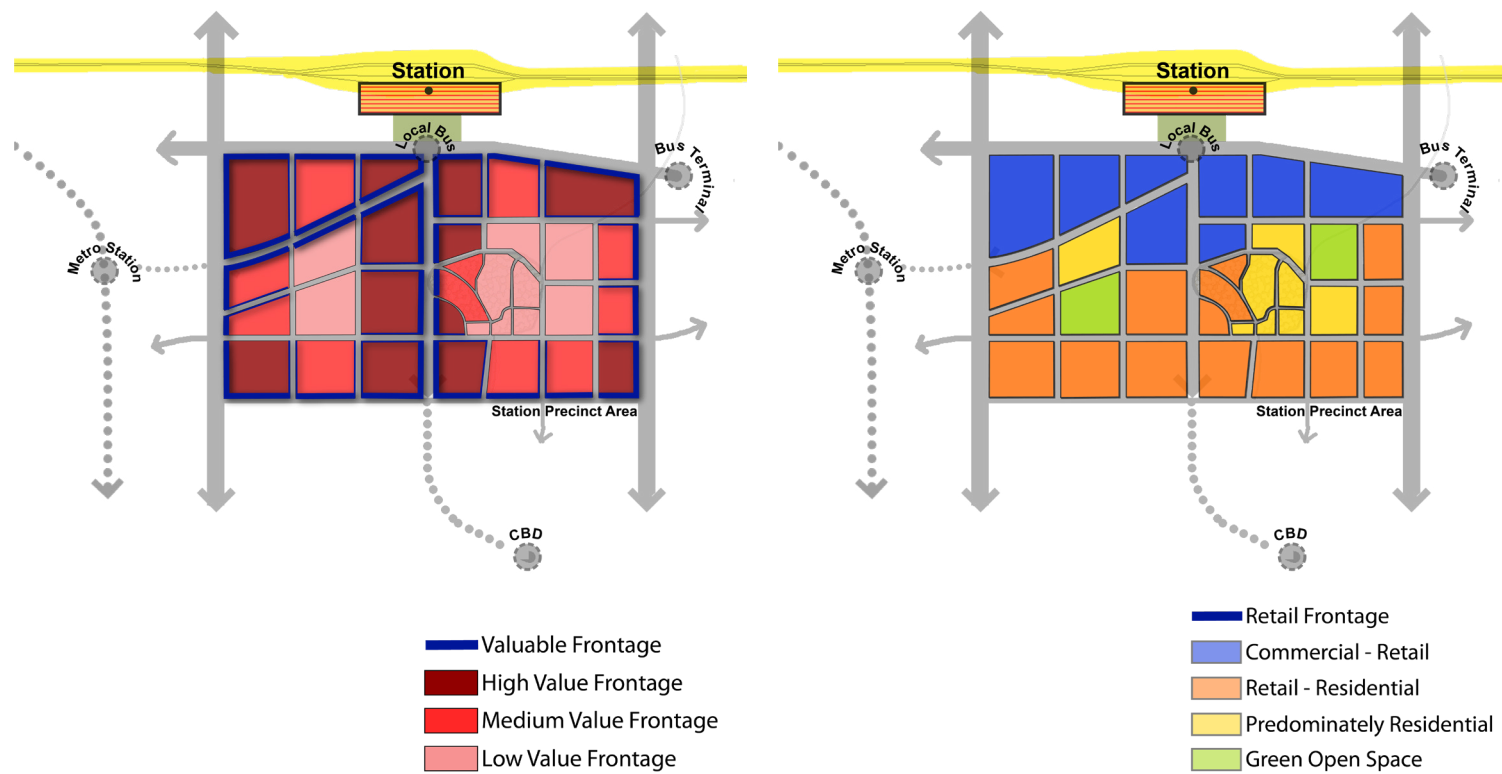 Station
Local Bus
Bus Terminal
Metro Station
Station Precinct Area
CBD
Valuable Frontage
High Value Frontage
Medium Value Frontage
Low Value Frontage
Station
Local Bus
Bus Terminal
Metro Station
Station Precinct Area
CBD
Retail Frontage
Commercial - Retail
Retail - Residential
Predominately Residential
Green Open Space